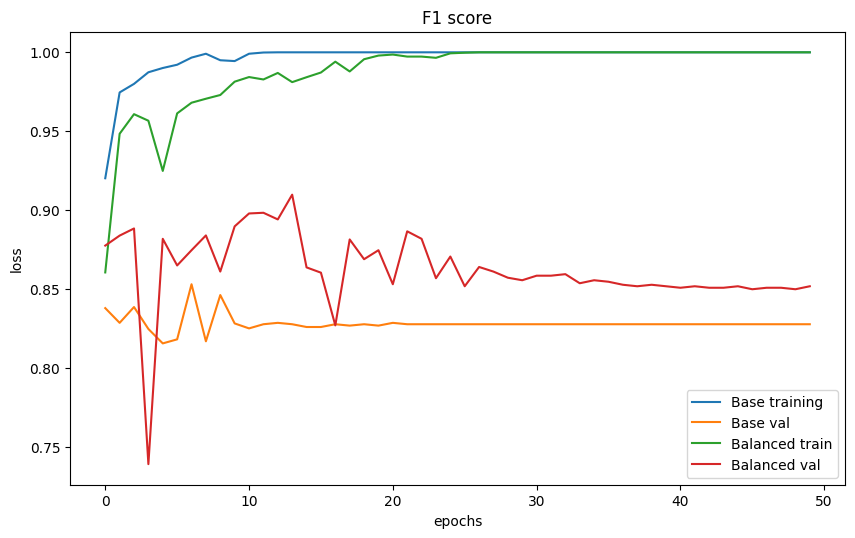 F1 score
loss
1.00
0.95
0.90
0.85
0.80
0.75
0
10
20
30
40
50
epochs
Base training
Base val
Balanced train
Balanced val